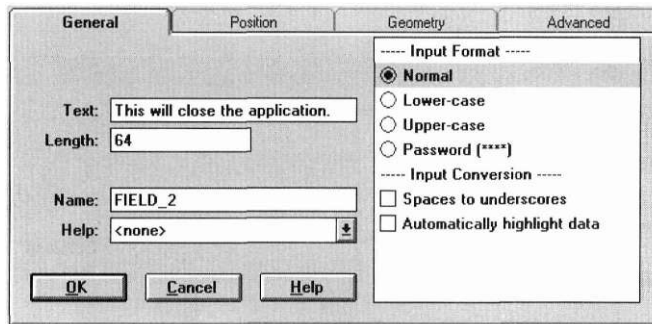 General Position Geometry Advanced
Text: This will close the application.
Length: 64
Name: FIELD_2
Help: <none>
OK Cancel Help
----- Input Format -----
Normal
Lower-case
Upper-case
Password (****)
----- Input Conversion -----
Spaces to underscores
Automatically highlight data